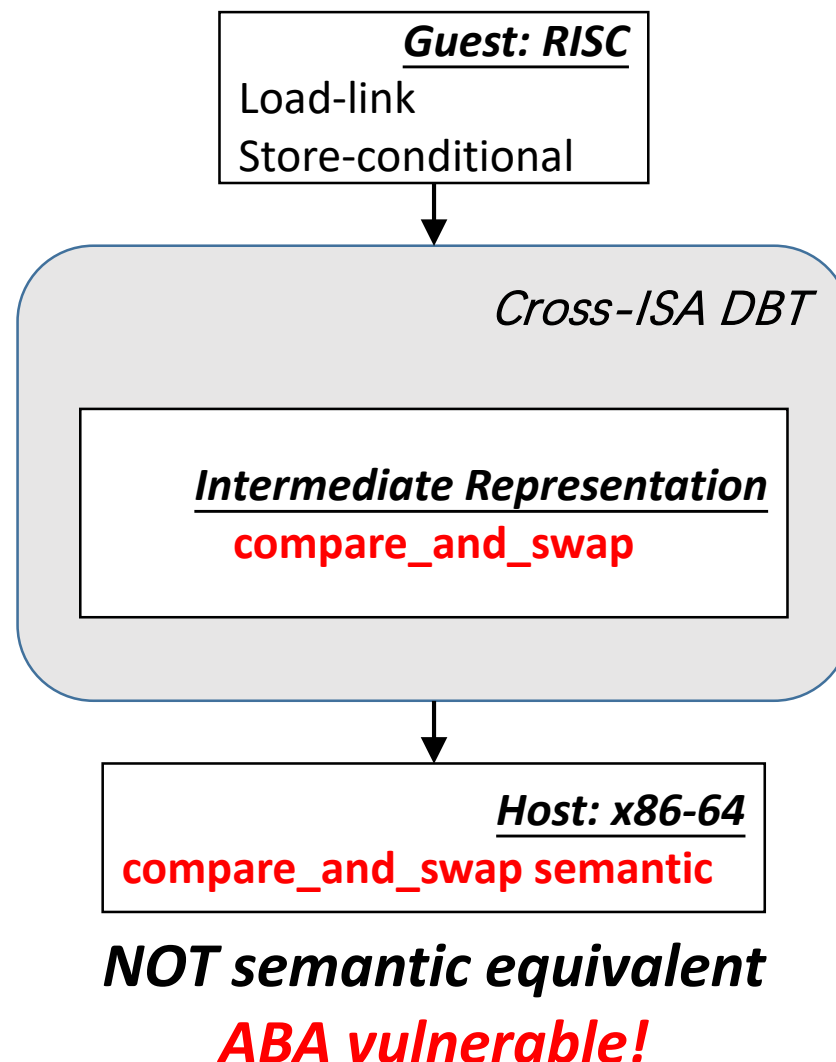 Guest: RISC
Load-link
Store-conditional
Cross-ISA DBT
Intermediate Representation
compare_and_swap
Host: x86-64
compare_and_swap semantic
NOT semantic equivalent
ABA vulnerable!